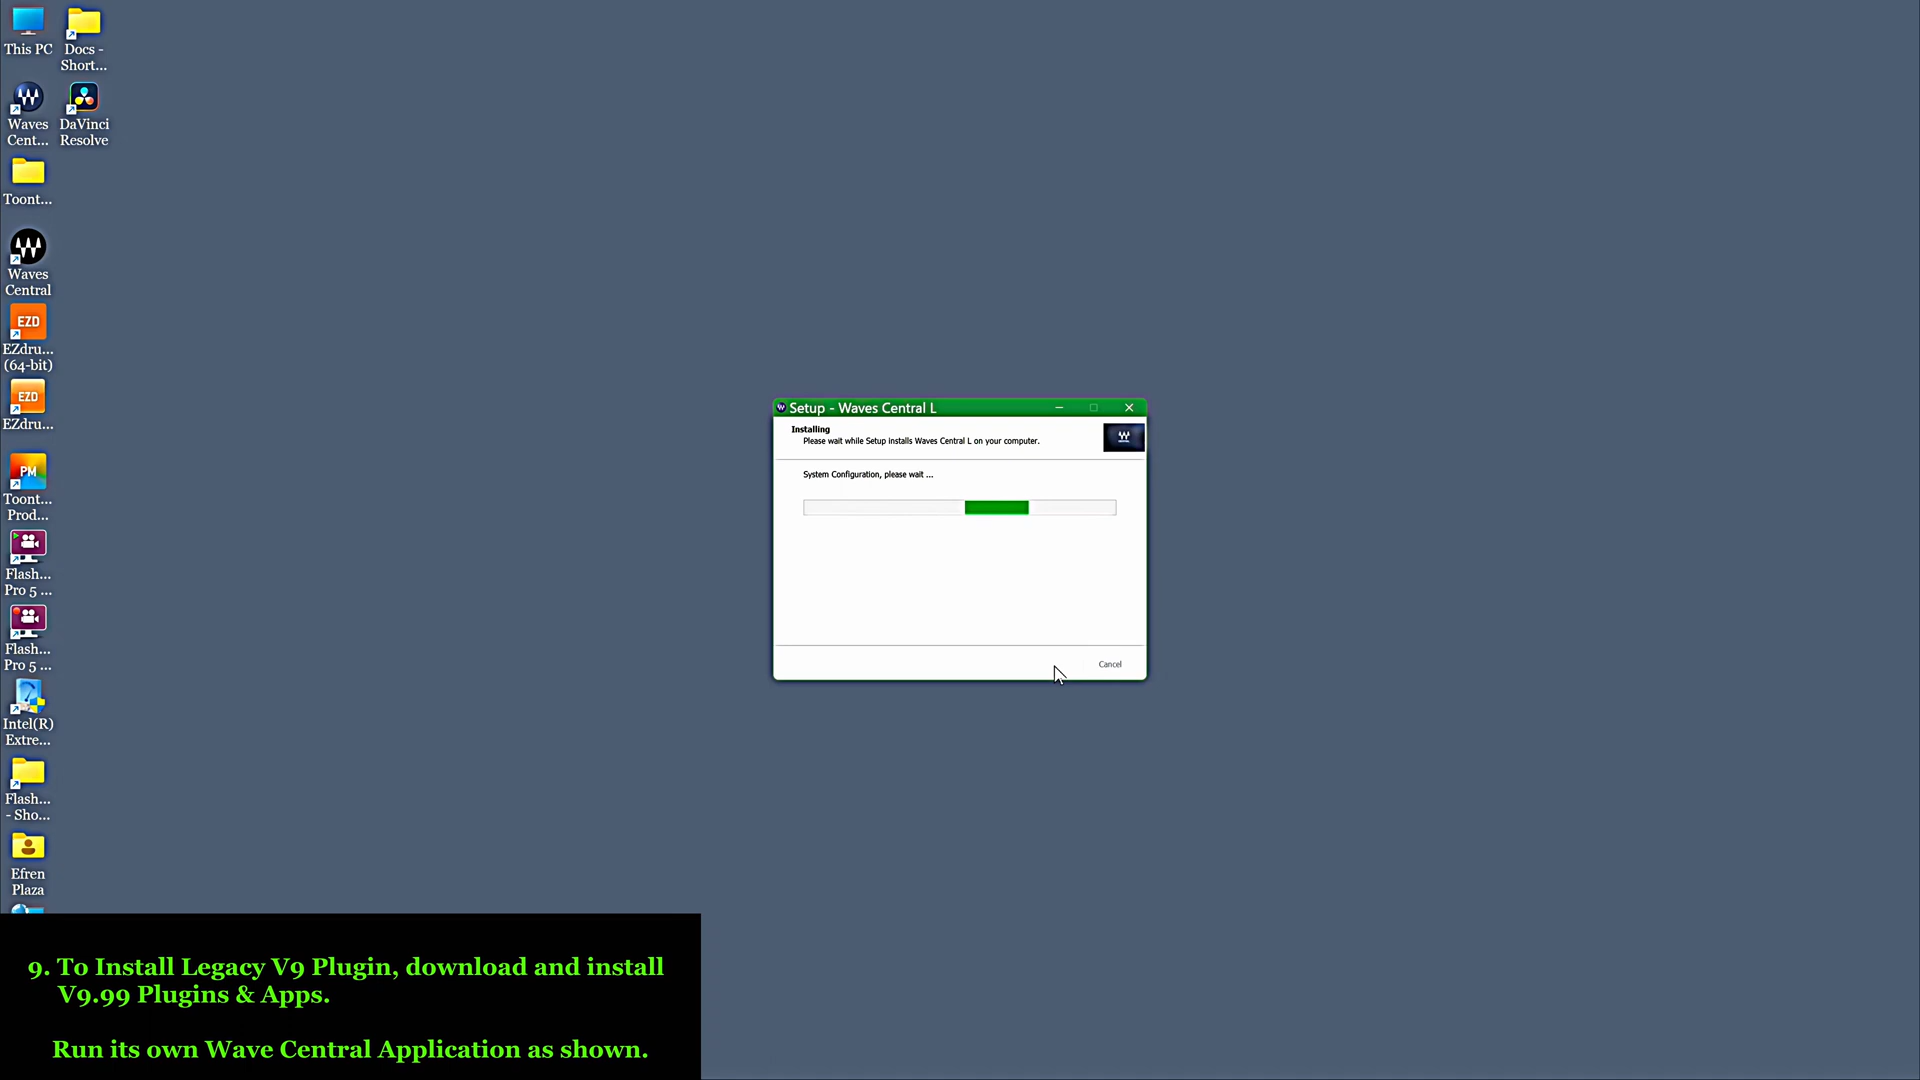 This PC
Docs -
Short...
Waves
Cent...
DaVinci
Resolve
Toont...
Waves
Central
EZD
EZdru...
(64-bit)
EZD
EZdru...
PM
Toont...
Prod...
Flash...
Pro 5 ...
Flash...
Pro 5 ...
Intel(R)
Extre...
Flash...
- Sho...
Efren
Plaza
Setup - Waves Central L
Installing
Please wait while Setup installs Waves Central L on your computer.
System Configuration, please wait ...
Cancel
9. To Install Legacy V9 Plugin, download and install
V9.99 Plugins & Apps.
Run its own Wave Central Application as shown.